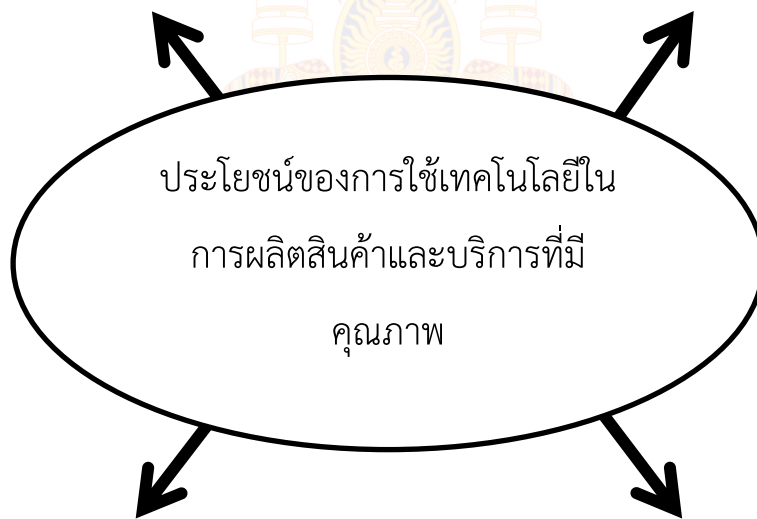 ประโยชน์ของการใช้เทคโนโลยีใน
การผลิตสินค้าและบริการที่มี
คุณภาพ